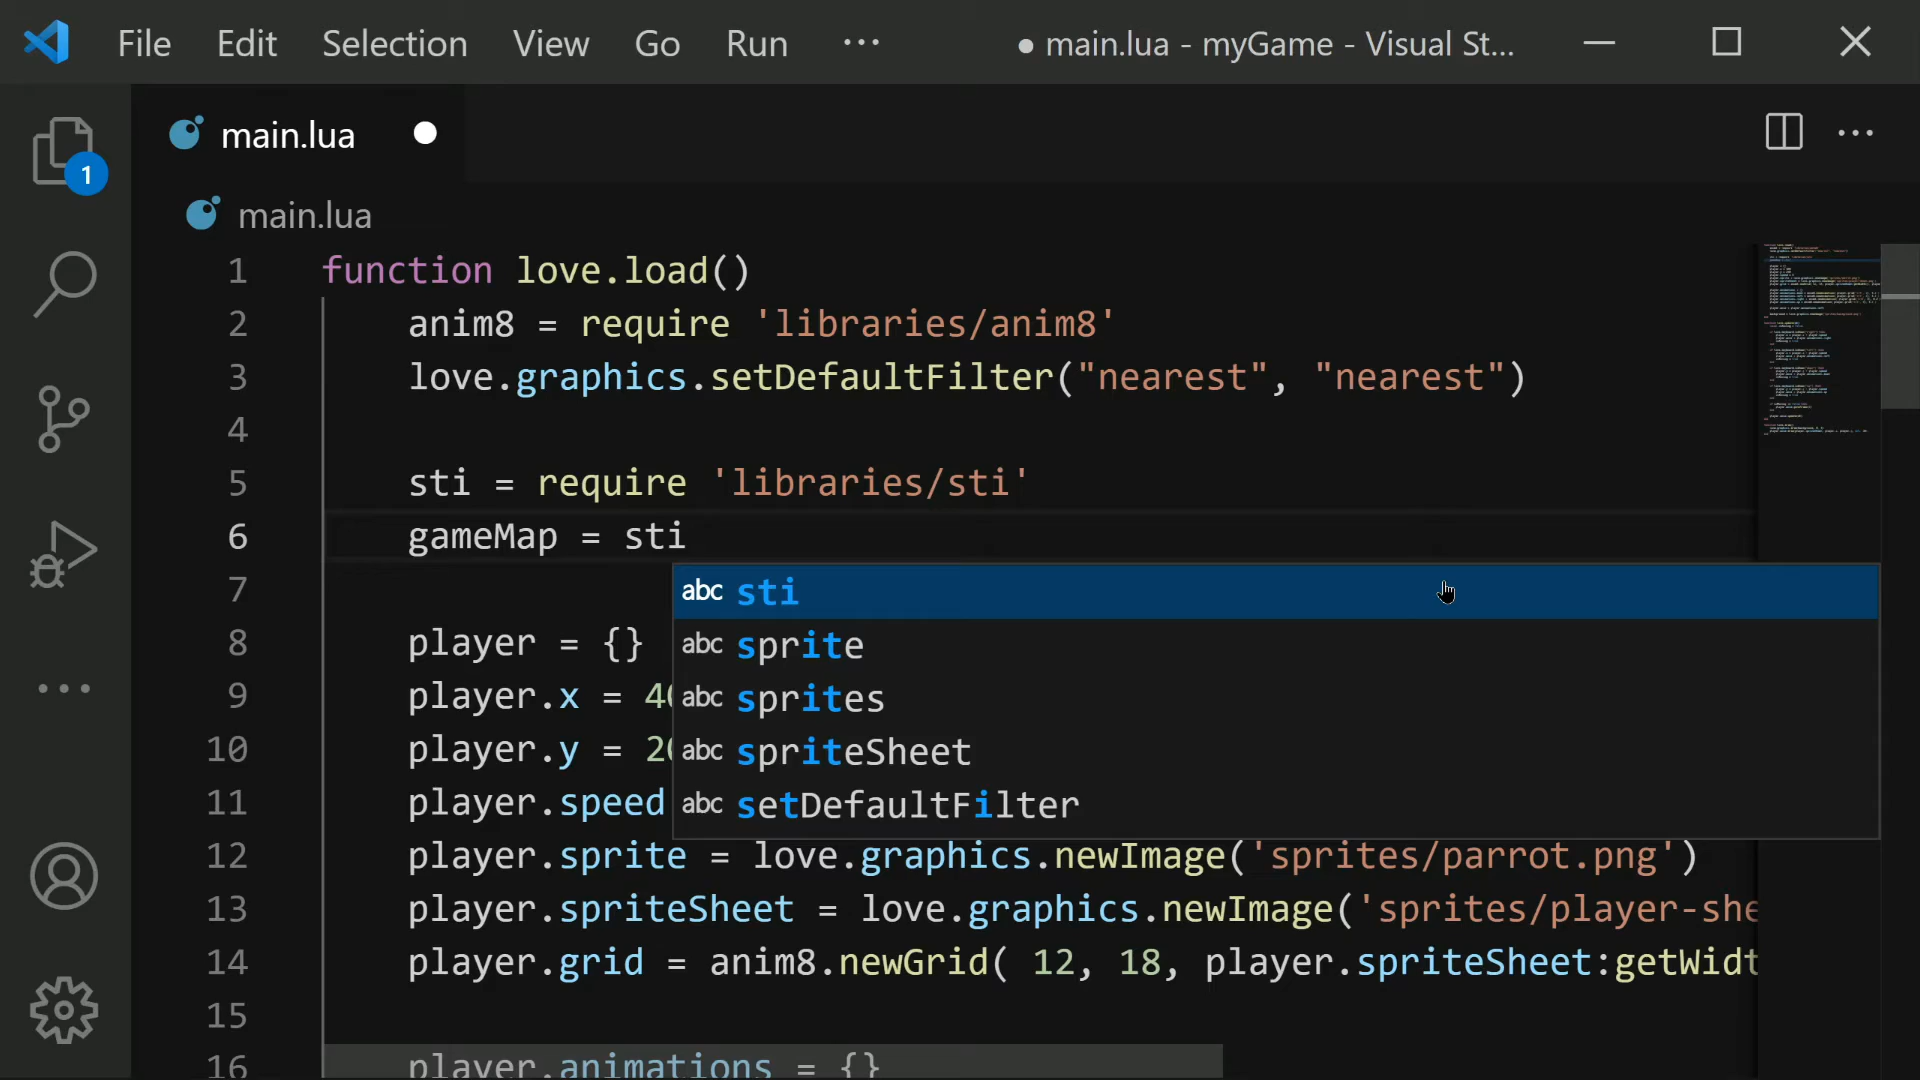 File Edit Selection View Go Run ··· ● main.lua - myGame - Visual St...
main.lua
1
main.lua
1 function love.load()
2 anim8 = require 'libraries/anim8'
3 love.graphics.setDefaultFilter("nearest", "nearest")
4
5 sti = require 'libraries/sti'
6 gameMap = sti
7
abc sti
8 player = {}
abc sprite
9 player.x = 40
abc sprites
10 player.y = 20
abc spriteSheet
11 player.speed
abc setDefaultFilter
12 player.sprite = love.graphics.newImage('sprites/parrot.png')
13 player.spriteSheet = love.graphics.newImage('sprites/player-she
14 player.grid = anim8.newGrid( 12, 18, player.spriteSheet:getWidt
15
16 player.animations = {}